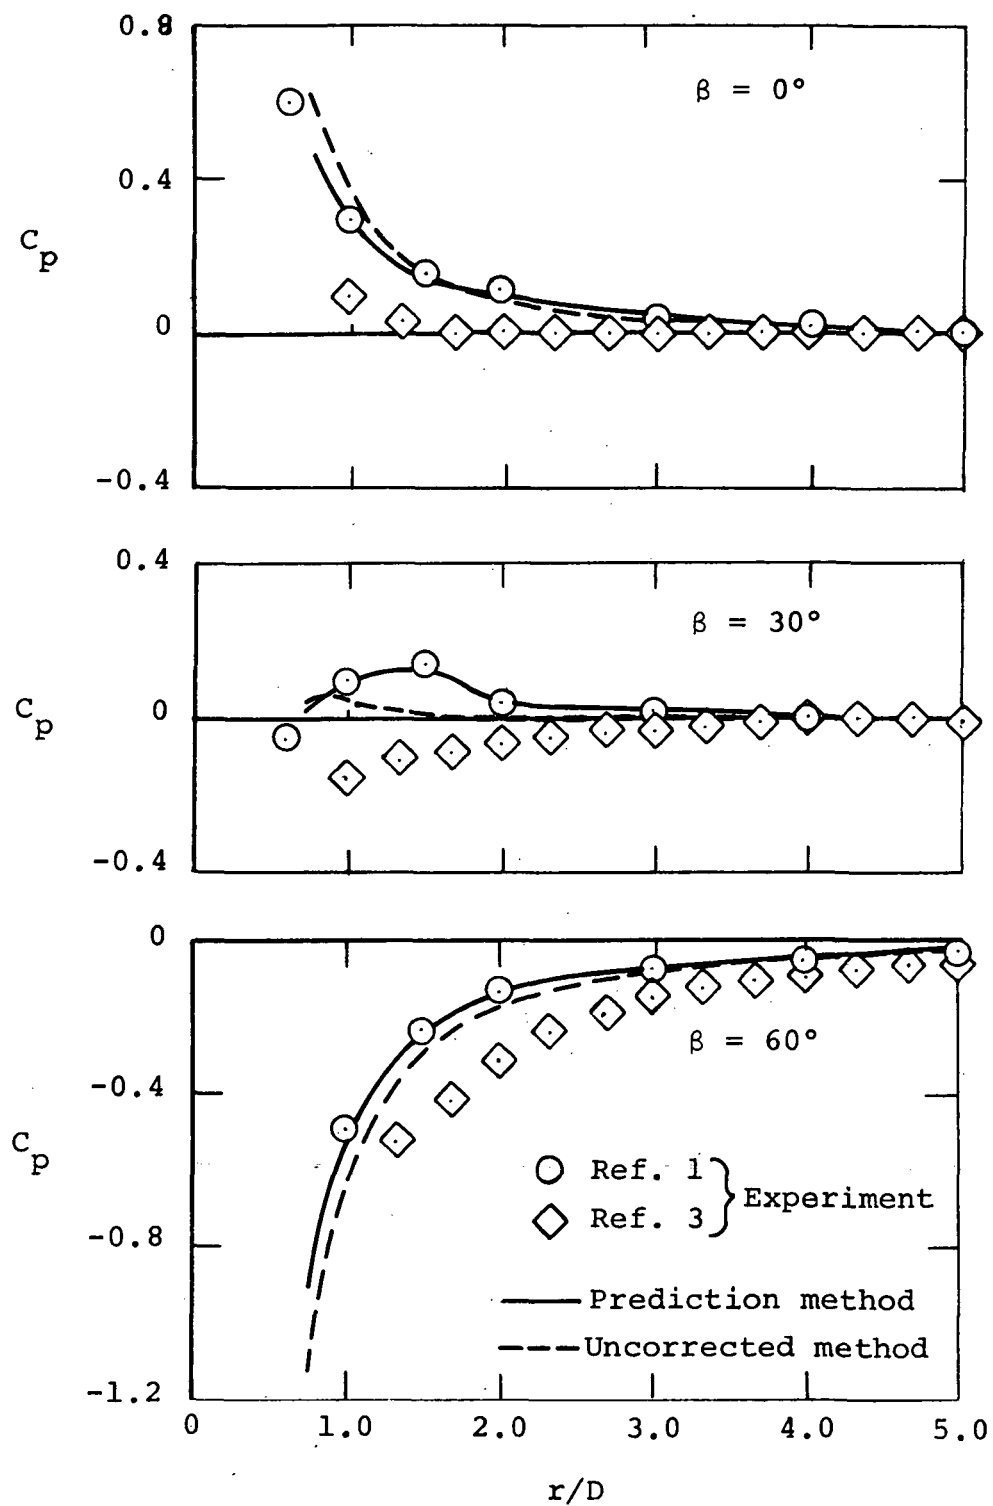 0.8
β = 0°
0.4
Cp
0
-0.4
0.4
β = 30°
Cp
0
-0.4
0
β = 60°
-0.4
Cp
Ref. 1
Ref. 3
} Experiment
-0.8
Prediction method
Uncorrected method
-1.2
0 1.0 2.0 3.0 4.0 5.0
r/D